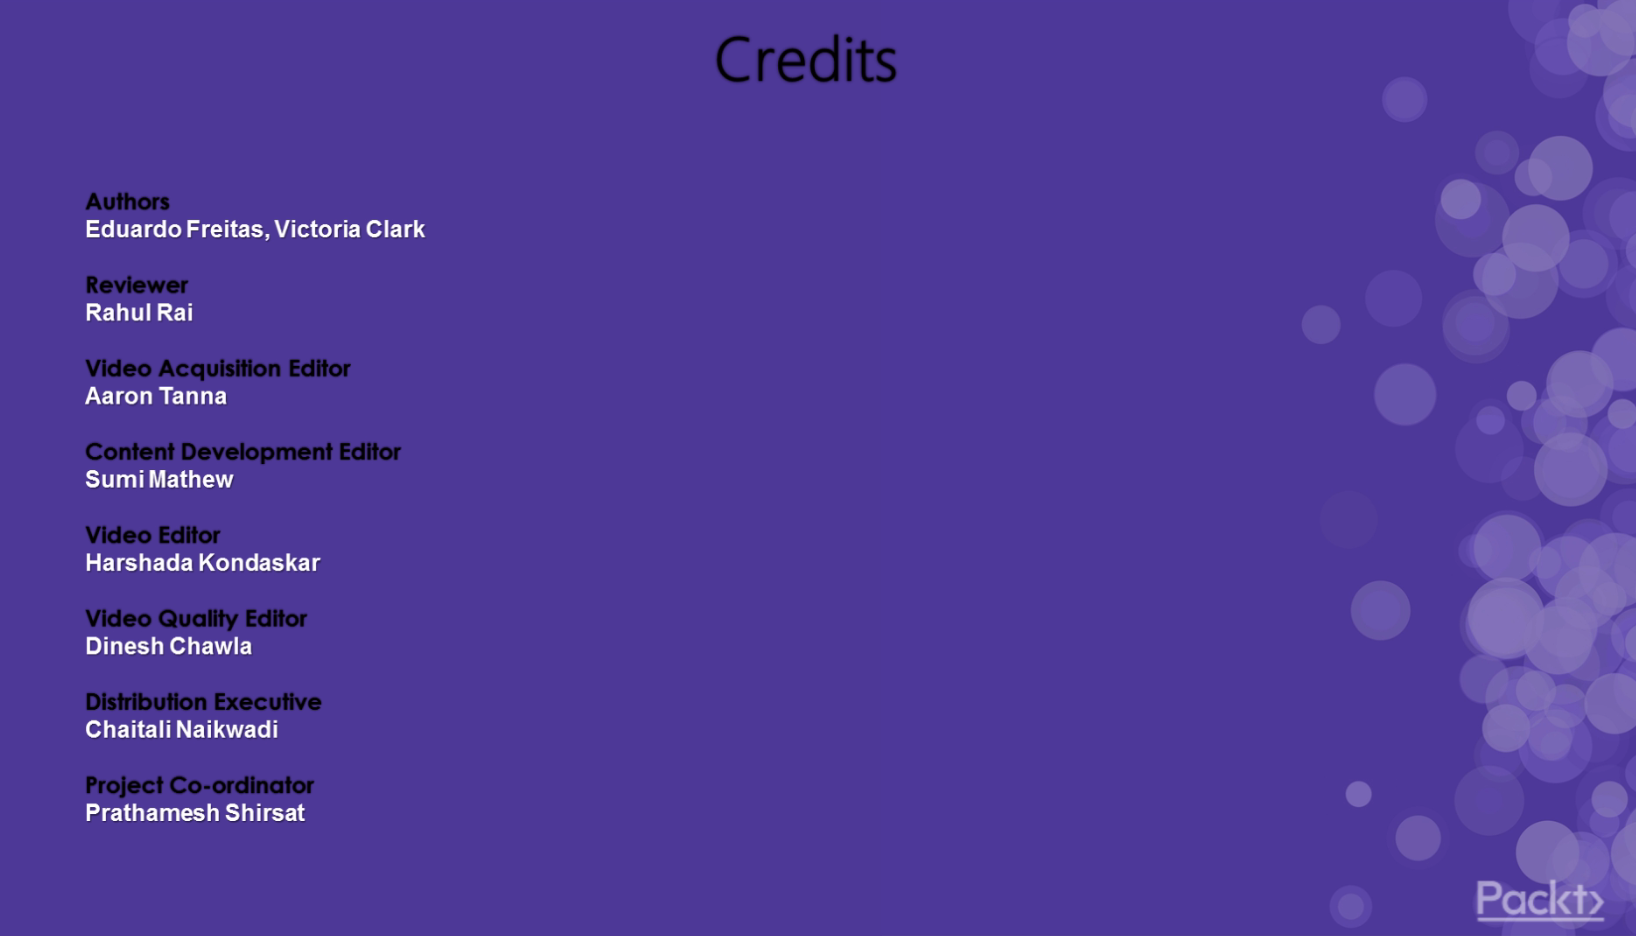 Credits
Authors
Eduardo Freitas, Victoria Clark
Reviewer
Rahul Rai
Video Acquisition Editor
Aaron Tanna
Content Development Editor
Sumi Mathew
Video Editor
Harshada Kondaskar
Video Quality Editor
Dinesh Chawla
Distribution Executive
Chaitali Naikwadi
Project Co-ordinator
Prathamesh Shirsat
Packt>